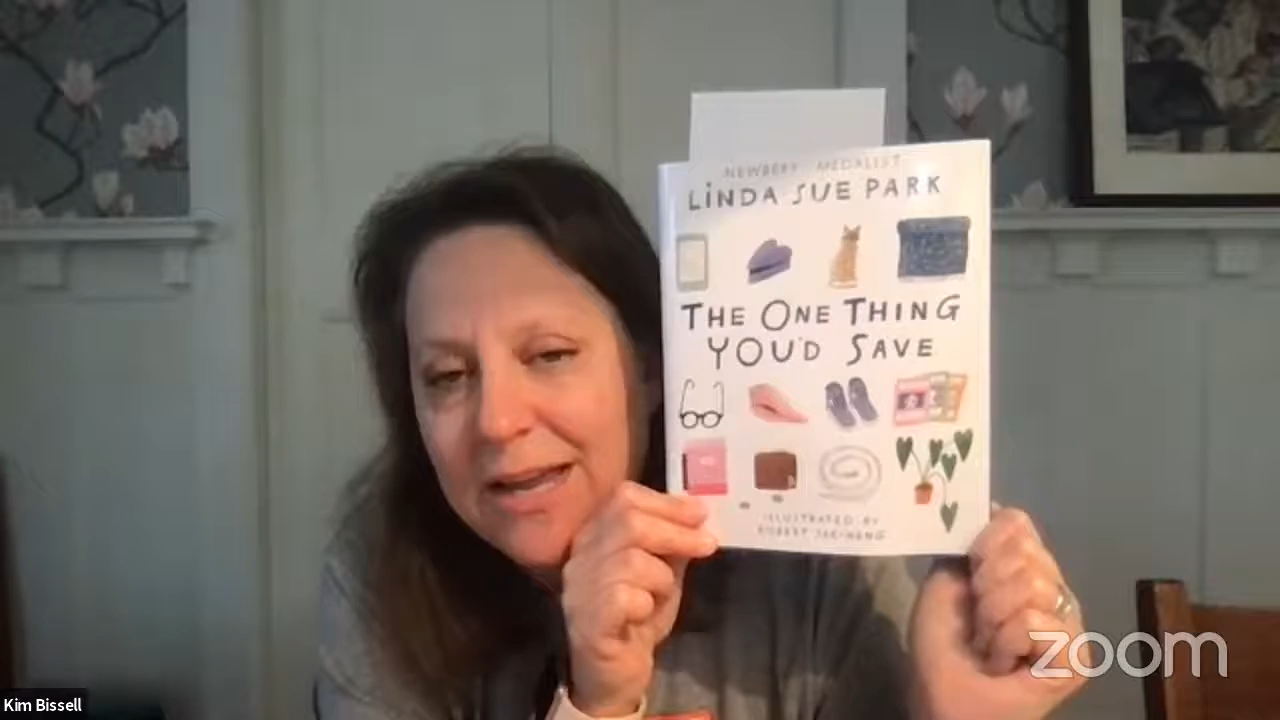 NEWBERY MEDALIST
LINDA SUE PARK
THE ONE THING
YOU'D SAVE
ILLUSTRATED BY
ROBERT SAE-HENG
Kim Bissell
zoom